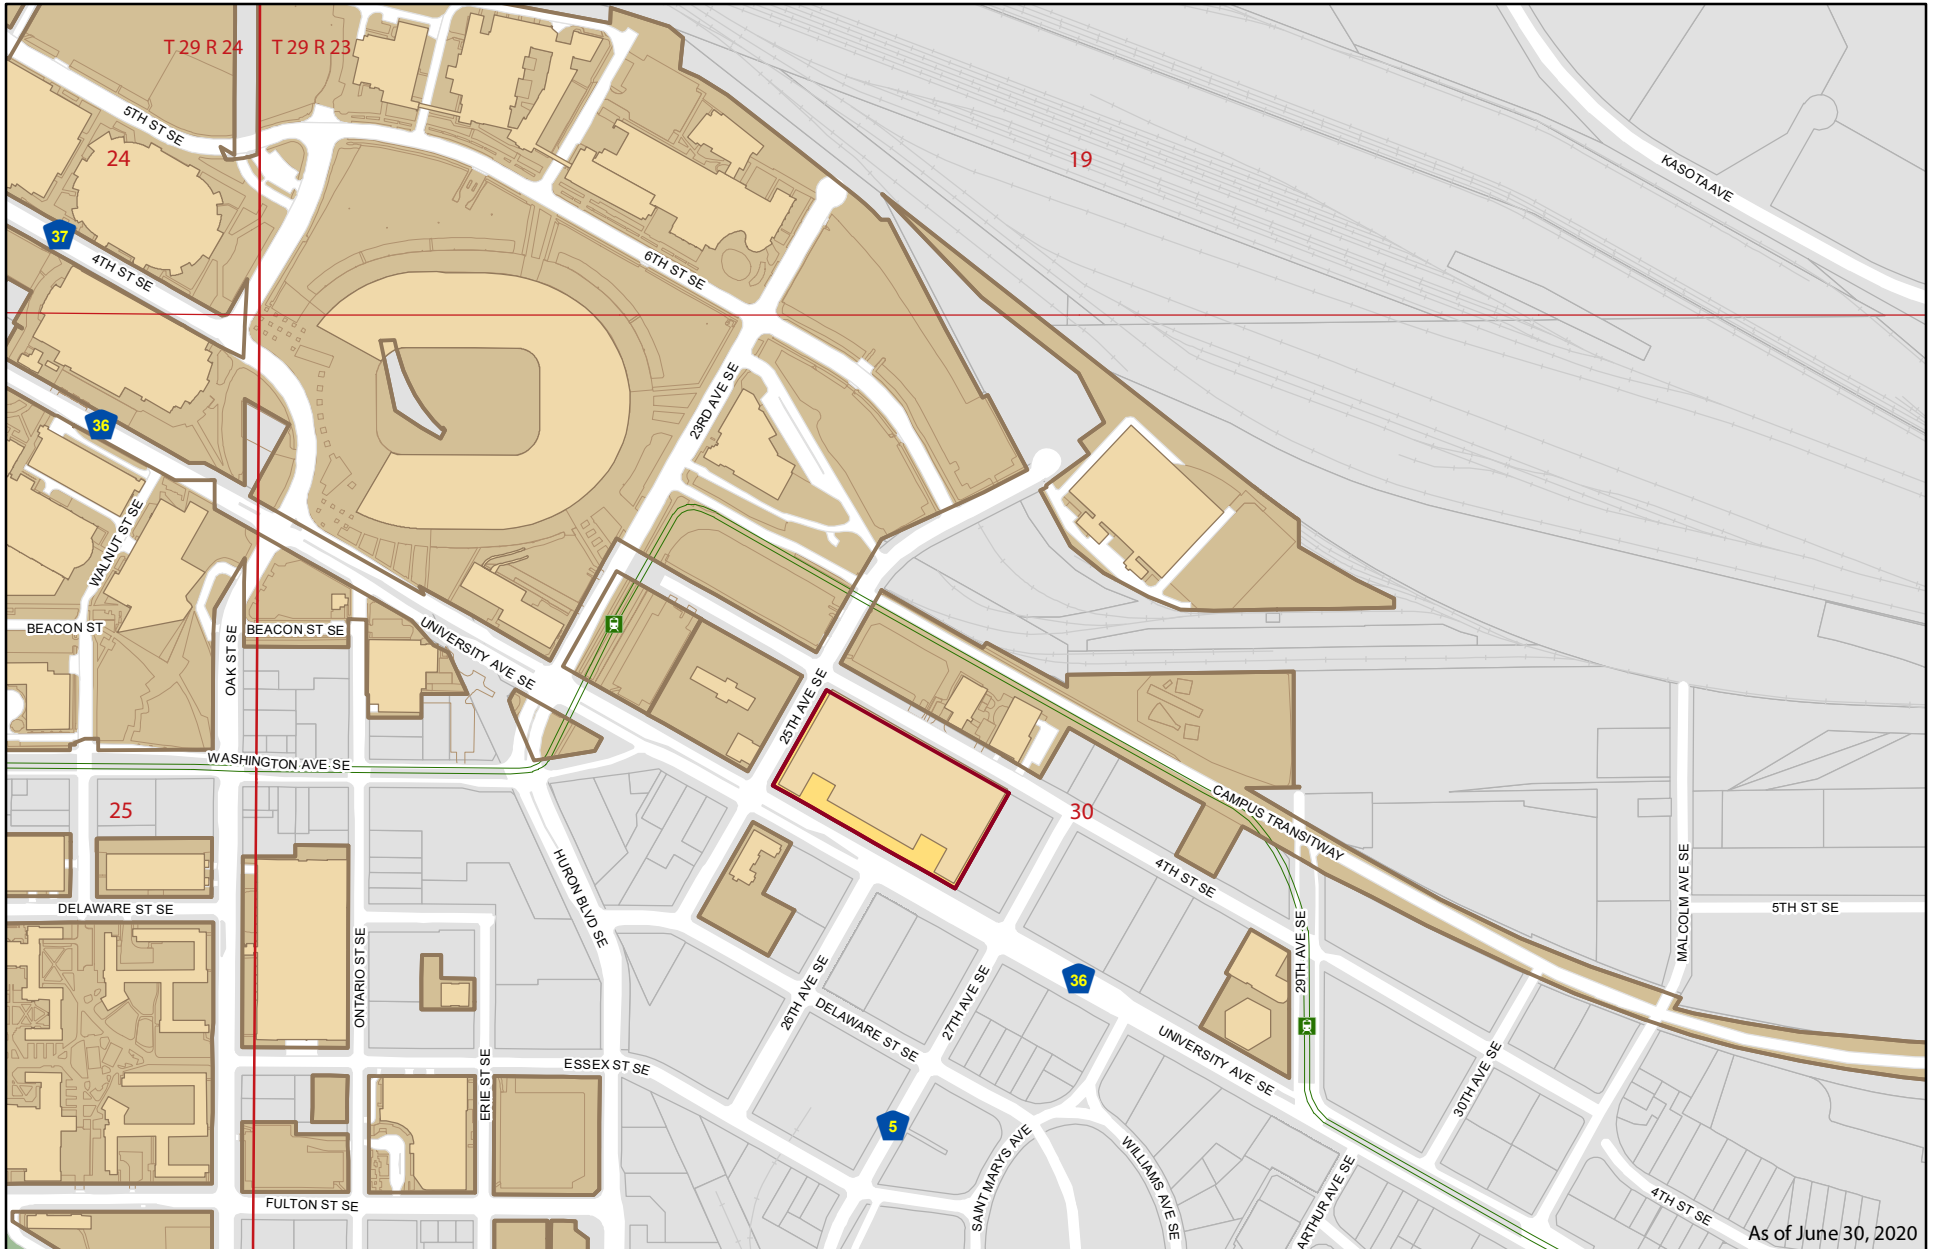 T 29 R 24
T 29 R 23
5TH ST SE
24
19
KASOTA AVE
37
4TH ST SE
6TH ST SE
36
23RD AVE SE
WALNUT ST SE
BEACON ST
OAK ST SE
BEACON ST SE
UNIVERSITY AVE SE
25TH AVE SE
WASHINGTON AVE SE
25
30
CAMPUS TRANSITWAY
HURON BLVD SE
4TH ST SE
MALCOLM AVE SE
DELAWARE ST SE
5TH ST SE
ONTARIO ST SE
29TH AVE SE
26TH AVE SE
27TH AVE SE
36
DELAWARE ST SE
UNIVERSITY AVE SE
ESSEX ST SE
ERIE ST SE
30TH AVE SE
5
SAINT MARYS AVE
WILLIAMS AVE SE
ARTHUR AVE SE
FULTON ST SE
4TH ST SE
As of June 30, 2020